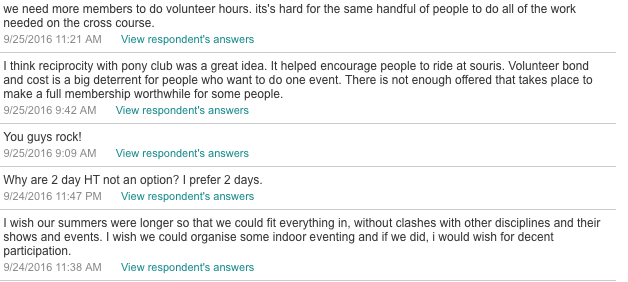 we need more members to do volunteer hours. its's hard for the same handful of people to do all of the work
needed on the cross course.
9/25/2016 11:21 AM View respondent's answers
I think reciprocity with pony club was a great idea. It helped encourage people to ride at souris. Volunteer bond
and cost is a big deterrent for people who want to do one event. There is not enough offered that takes place to
make a full membership worthwhile for some people.
9/25/2016 9:42 AM View respondent's answers
You guys rock!
9/25/2016 9:09 AM View respondent's answers
Why are 2 day HT not an option? I prefer 2 days.
9/24/2016 11:47 PM View respondent's answers
I wish our summers were longer so that we could fit everything in, without clashes with other disciplines and their
shows and events. I wish we could organise some indoor eventing and if we did, i would wish for decent
participation.
9/24/2016 11:38 AM View respondent's answers